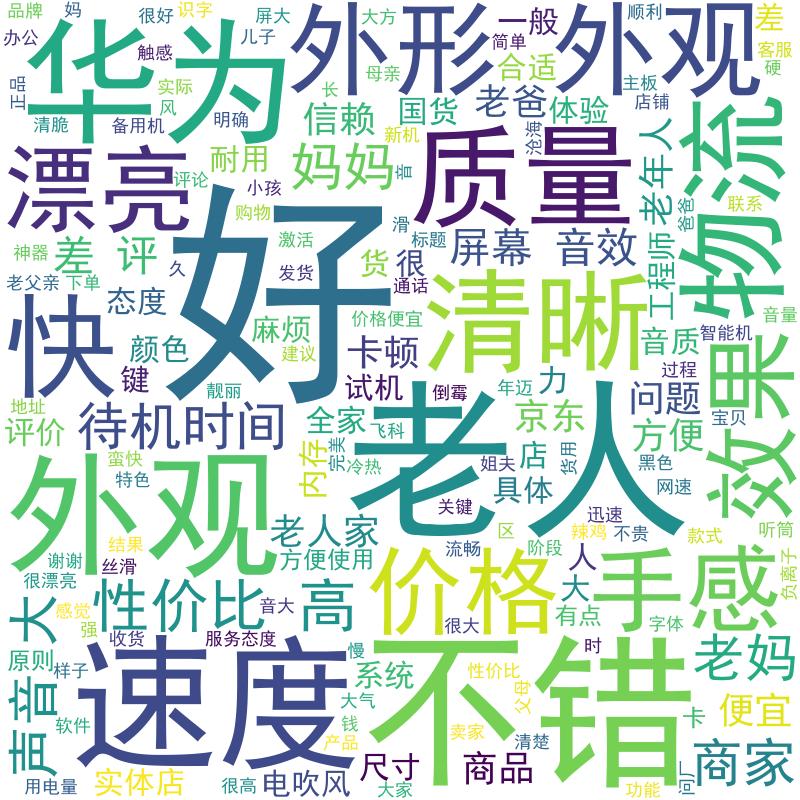 品牌
妈
很好
识字
屏大
大方
简单
一般
顺利
差
办公
触感
儿子
外形
外观
客服
硬
华为
母亲
合适
主板
店铺
正品
实际
风
长
信赖
国货
老爸
体验
清脆
备用机
明确
新机
沧海
老年人
物流
漂亮
耐用
妈妈
音
质量
评论
小孩
购物
滑
标题
屏幕
音效
工程师
爸爸
联系
神器
差评
好
激活
货
很
久
发货
通话
老父亲
下单
态度
清晰
音量
快
颜色
麻烦
价格便宜
卡顿
音质
智能机
建议
键
靓丽
试机
倒霉
年迈
力
问题
过程
效果
地址
待机时间
全家
飞科
老人
京东
方便
宝贝
评价
蛮快
特色
内存
完美
冷热
姐夫
店
货用
黑色
网速
外观
具体
关键
迅速
老人家
区
辣鸡
不贵
款式
听筒
谢谢
结果
方便使用
流畅
阶段
人
很漂亮
丝滑
价格
手感
大
负离子
大
感觉
性价比
高
音大
有点
字体
强
收货
服务态度
很大
时
原则
样子
速度
慢
系统
不错
性价比
父母
老妈
声音
软件
大气
钱
卖家
卡
便宜
产品
清楚
商家
用电量
实体店
很高
电吹风
尺寸
大家
商品
功能
问厂